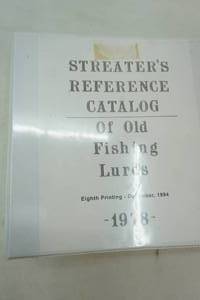 STREATER'S
REFERENCE
CATALOG
Of Old
Fishing
Lures
Eighth Printing - December, 1994
-1978-